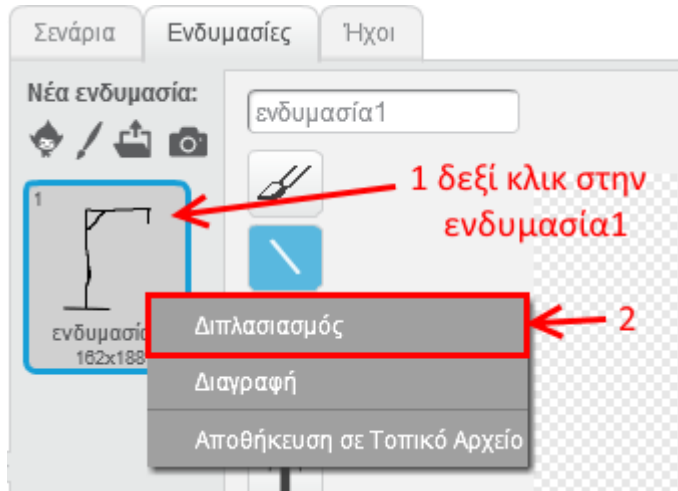 Σενάρια Ενδυμασίες Ήχοι
Νέα ενδυμασία:
ενδυμασία1
1
1 δεξί κλικ στην
ενδυμασία1
162x188
Διπλασιασμός
2
Διαγραφή
Αποθήκευση σε Τοπικό Αρχείο